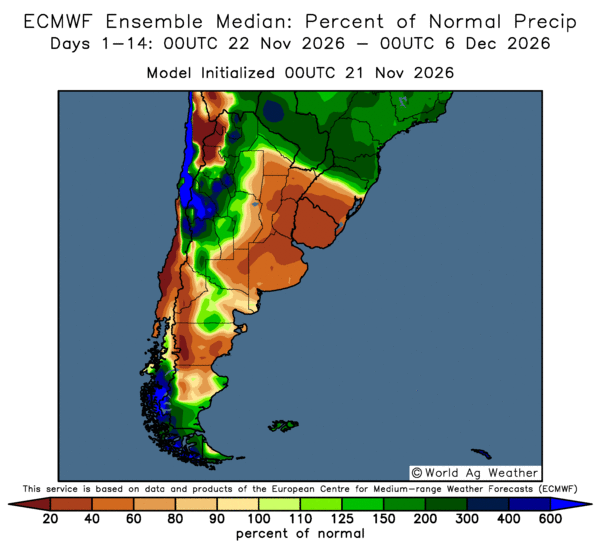 ECMWF Ensemble Median: Percent of Normal Precip
Days 1-14: 00UTC 22 Nov 2026 - 00UTC 6 Dec 2026
Model Initialized 00UTC 21 Nov 2026
© World Ag Weather
This service is based on data and products of the European Centre for Medium-range Weather Forecasts (ECMWF)
20 40 60 80 90 100 110 125 150 200 300 400 600
percent of normal